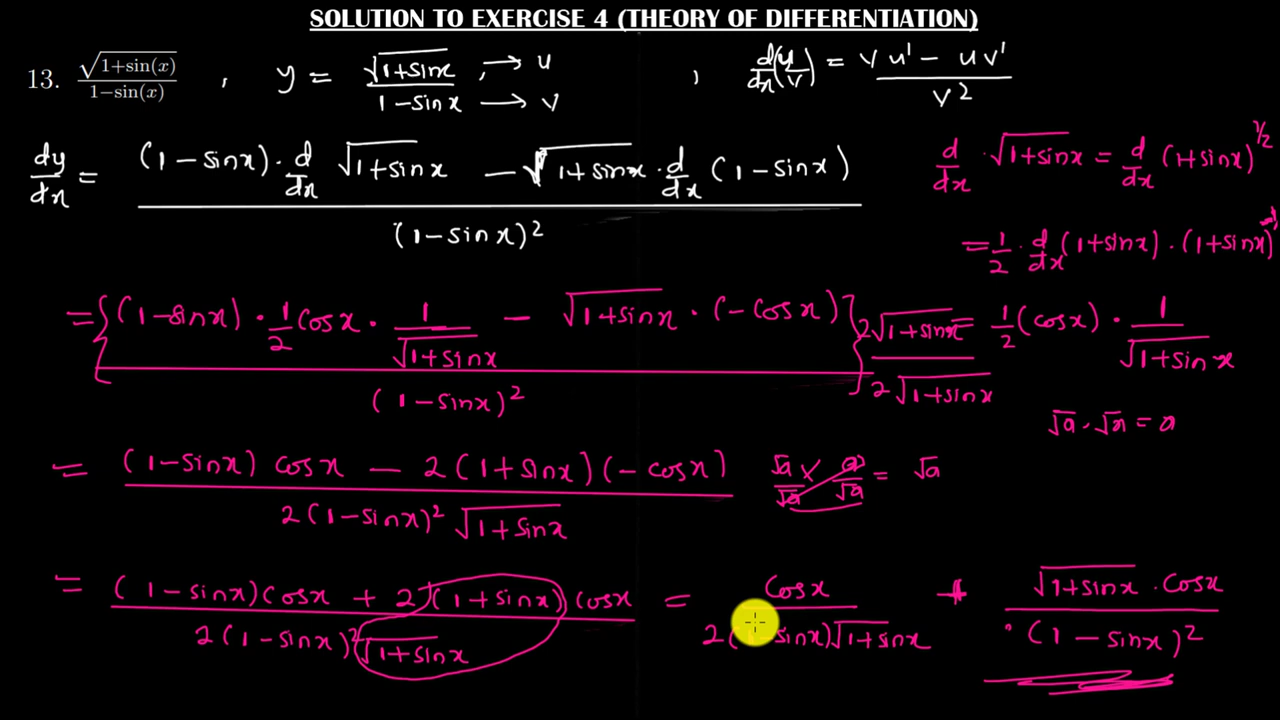 SOLUTION TO EXERCISE 4 (THEORY OF DIFFERENTIATION)
13. √(1+sin(x)) / (1−sin(x)) , y = √(1+sinx) / (1−sinx) → u → v , d/dx(u/v) = (v u' − u v') / v²
dy/dx = ((1−sinx) · d/dx √(1+sin x) − √(1+sinx) · d/dx (1−sinx)) / (1−sinx)²
d/dx · √(1+sinx) = d/dx (1+sinx)^1/2
= 1/2 · d/dx (1+sinx) · (1+sinx)
= {(1−sinx) · 1/2 cosx · 1/√(1+sinx) − √(1+sinx) · (−cosx)} / (1−sinx)² 2√(1+sinx) / 2√(1+sinx)
= 1/2 (cosx) · 1/√(1+sinx)
√a · √a = a
= ((1−sinx) cosx − 2(1+sinx)(−cosx)) / (2(1−sinx)² √(1+sinx))
√a/√a × a/√a = √a
= ((1−sinx)cosx + 2(1+sinx)cosx) / (2(1−sinx)² √(1+sinx)) = cosx / (2(1−sinx)√(1+sinx)) + √(1+sinx) · cosx / (1−sinx)²